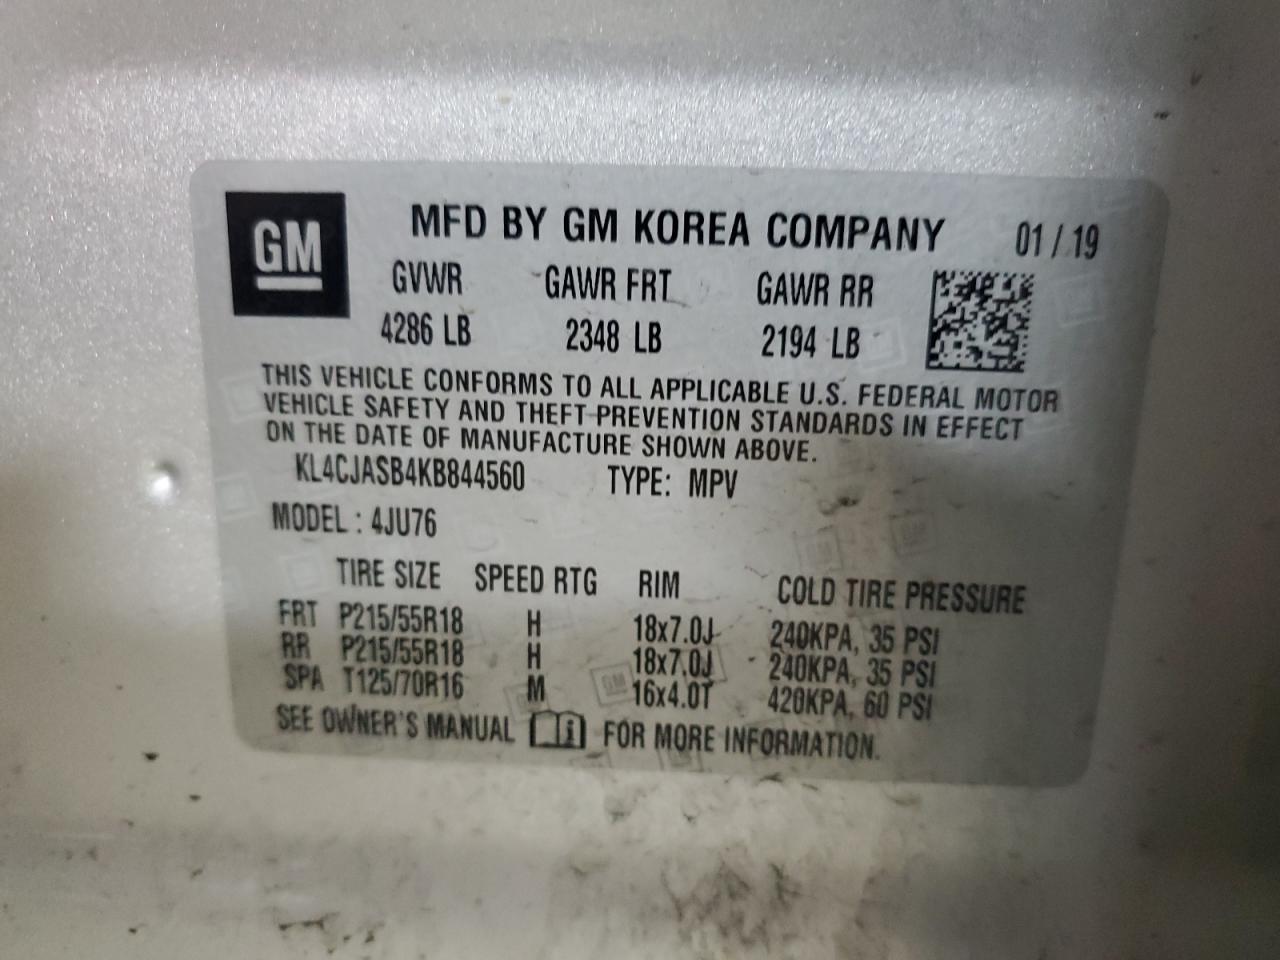 GM
MFD BY GM KOREA COMPANY 01 / 19
GVWR GAWR FRT GAWR RR
4286 LB 2348 LB 2194 LB
THIS VEHICLE CONFORMS TO ALL APPLICABLE U.S. FEDERAL MOTOR
VEHICLE SAFETY AND THEFT PREVENTION STANDARDS IN EFFECT
ON THE DATE OF MANUFACTURE SHOWN ABOVE.
KL4CJASB4KB844560 TYPE: MPV
MODEL : 4JU76
TIRE SIZE SPEED RTG RIM COLD TIRE PRESSURE
FRT P215/55R18 H 18x7.0J 240KPA, 35 PSI
RR P215/55R18 H 18x7.0J 240KPA, 35 PSI
SPA T125/70R16 M 16x4.0T 420KPA, 60 PSI
SEE OWNER'S MANUAL FOR MORE INFORMATION.